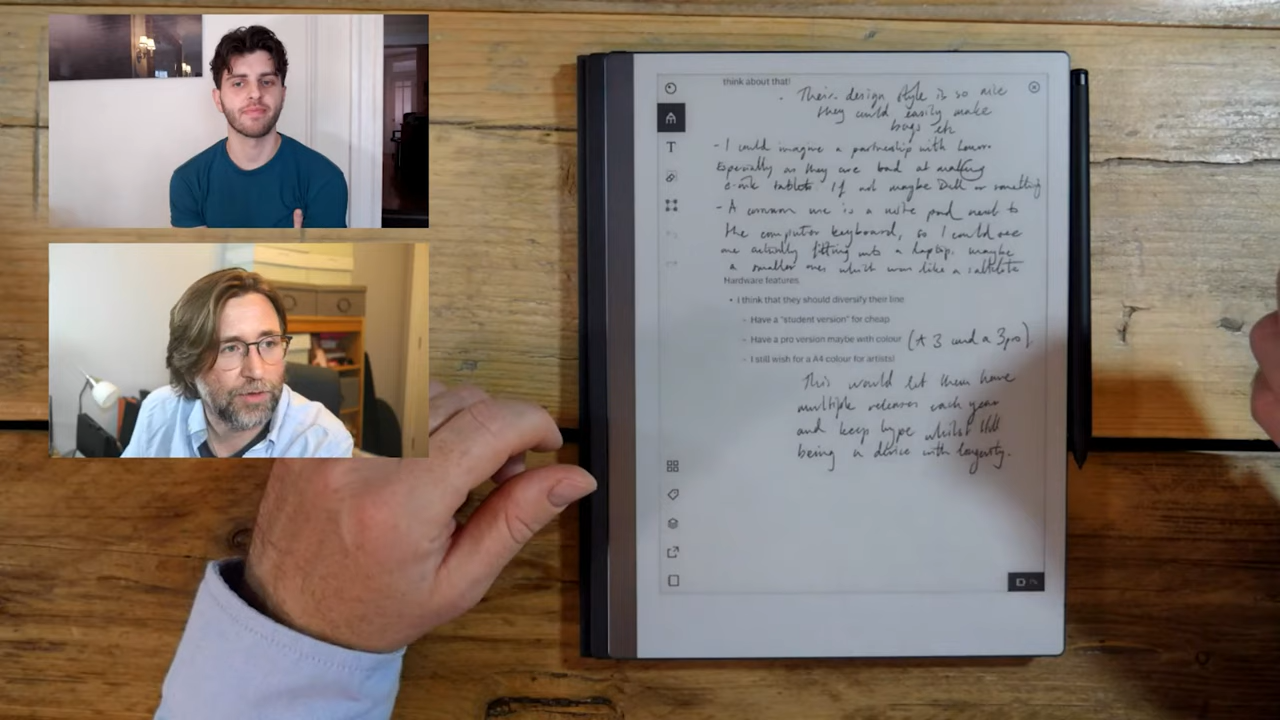 think about that!
- Their design style is so nice
they could easily make
bags etc
- I could imagine a partnership with
Especially as they are bad at making
e-ink tablets. If not maybe Dell or something
- A common use is a note pad next to
the computer keyboard, so I could see
one actually fitting into a laptop. maybe
a smaller one which was like a satellite
Hardware features
• I think that they should diversify their line
- Have a "student version" for cheap
- Have a pro version maybe with colour (A 3 and a 3pro)
- I still wish for a A4 colour for artists!
This would let them have
multiple releases each year
and keep hype whilst still
being a device with longevity.
T